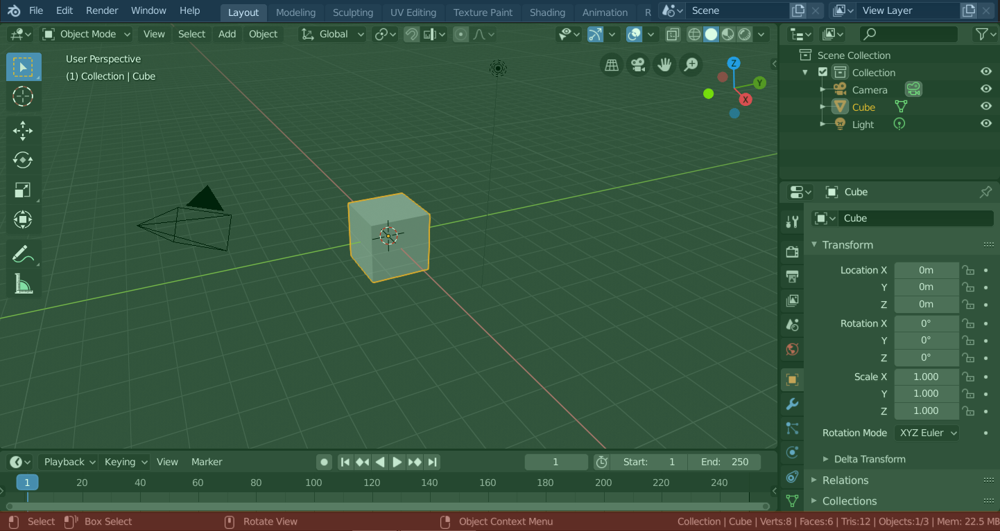 File Edit Render Window Help Layout Modeling Sculpting UV Editing Texture Paint Shading Animation R Scene View Layer
Object Mode View Select Add Object Global
User Perspective
(1) Collection | Cube
Z
Y
X
Scene Collection
Collection
Camera
Cube
Light
Cube
Cube
Transform
Location X 0m
Y 0m
Z 0m
Rotation X 0°
Y 0°
Z 0°
Scale X 1.000
Y 1.000
Z 1.000
Rotation Mode XYZ Euler
Delta Transform
Relations
Collections
Playback Keying View Marker 1 Start: 1 End: 250
1 20 40 60 80 100 120 140 160 180 200 220 240
Select Box Select Rotate View Object Context Menu Collection | Cube | Verts:8 | Faces:6 | Tris:12 | Objects:1/3 | Mem: 22.5 MB